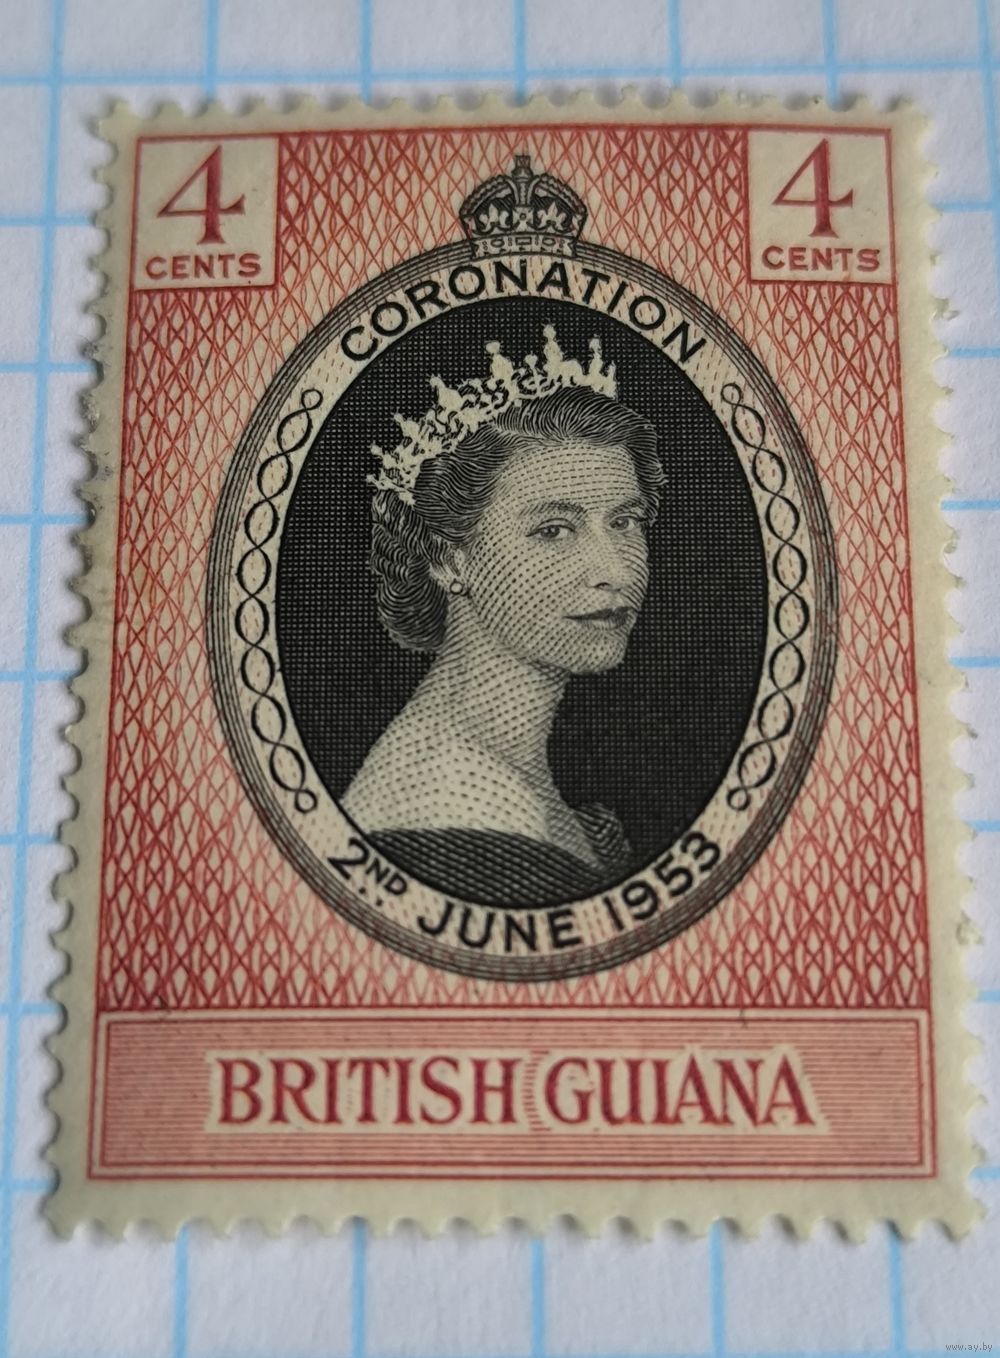 4 4
CENTS CENTS
CORONATION
2ND JUNE 1953
BRITISH GUIANA
www.ay.by